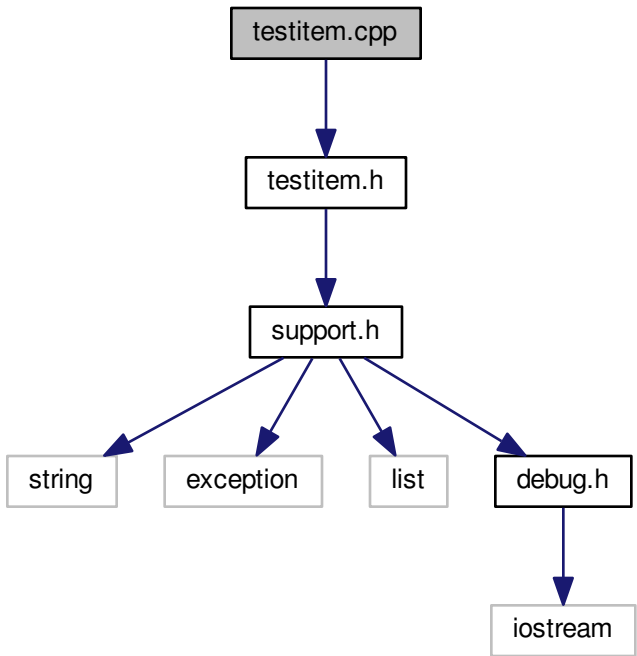 testitem.cpp
testitem.h
support.h
string
exception
list
debug.h
iostream